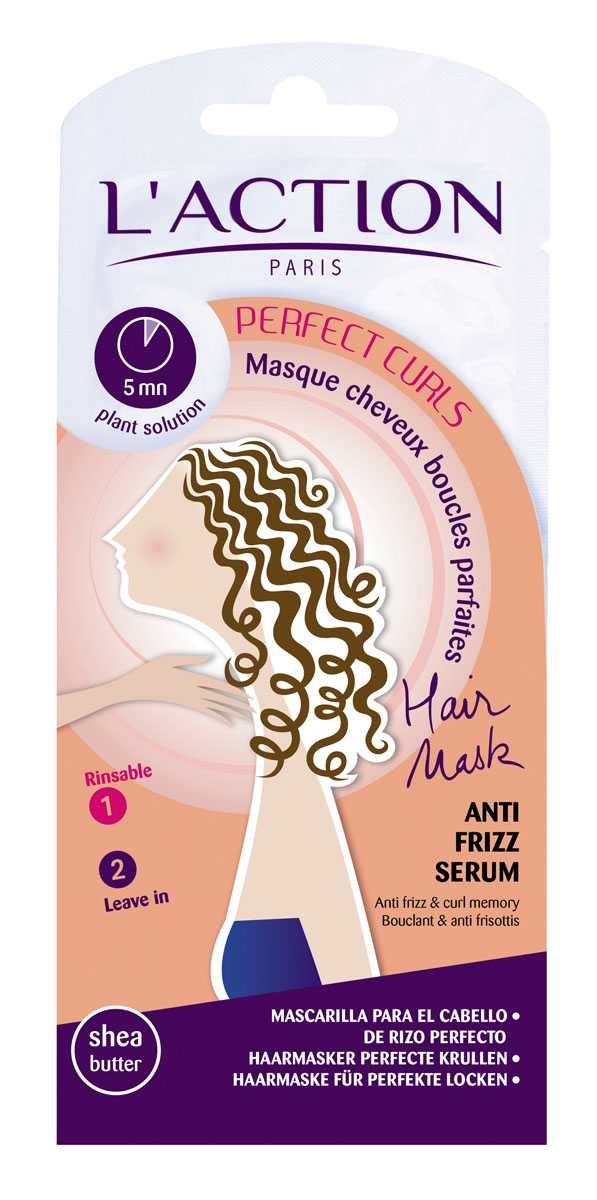 L'ACTION
PARIS
5 mn
plant solution
PERFECT CURLS
Masque cheveux boucles parfaites
Hair
Mask
Rinsable
1
2
Leave in
ANTI
FRIZZ
SERUM
Anti frizz & curl memory
Bouclant & anti frisottis
shea
butter
MASCARILLA PARA EL CABELLO •
DE RIZO PERFECTO
HAARMASKER PERFECTE KRULLEN •
HAARMASKE FÜR PERFEKTE LOCKEN •